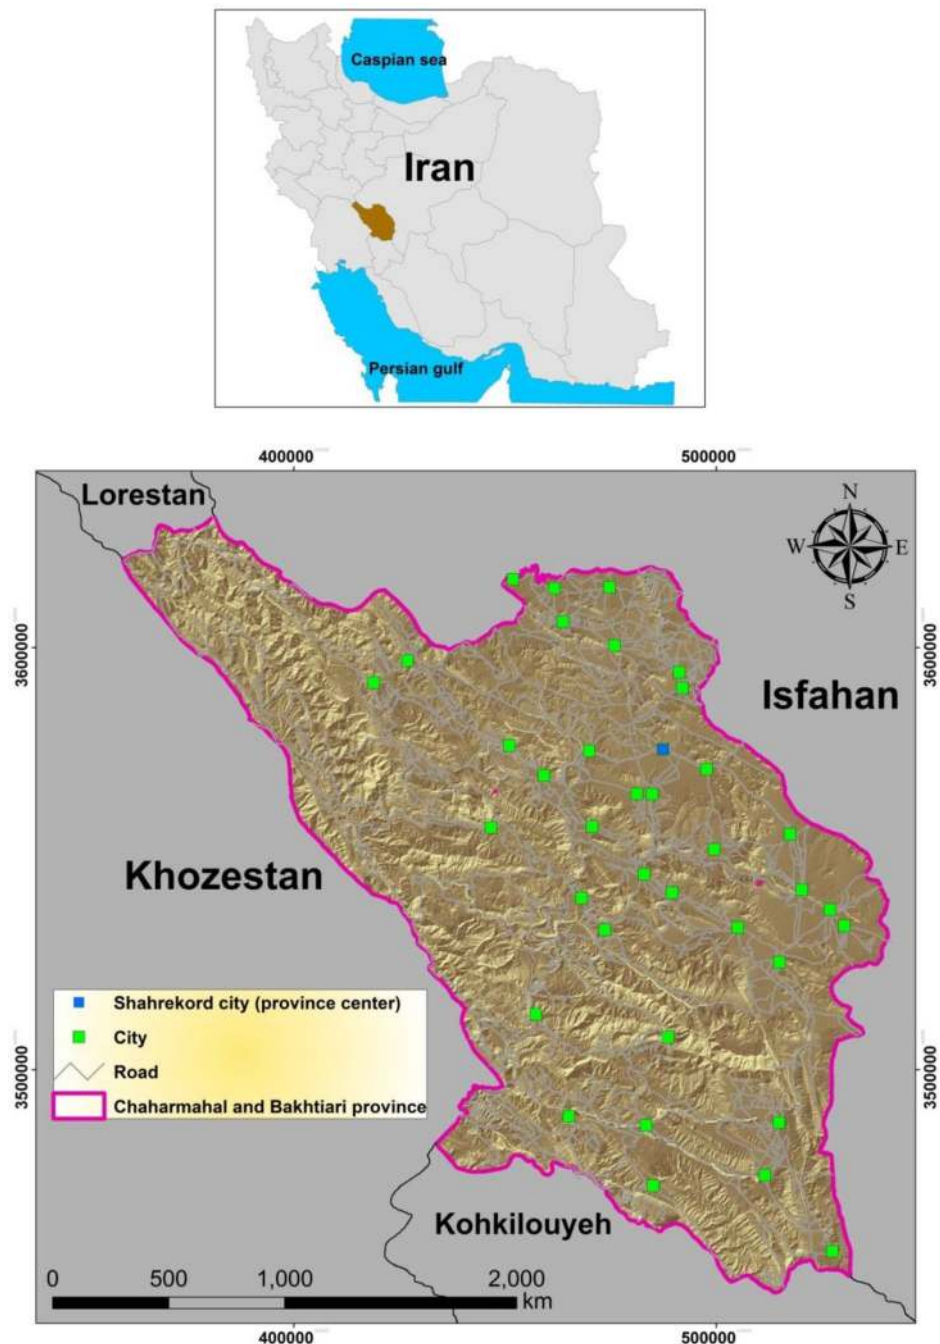 Caspian sea
Iran
Persian gulf
400000
500000
Lorestan
N
W
E
S
3600000
3600000
Isfahan
Khozestan
Shahrekord city (province center)
City
Road
Chaharmahal and Bakhtiari province
3500000
3500000
Kohkilouyeh
0 500 1,000 2,000
km
400000
500000